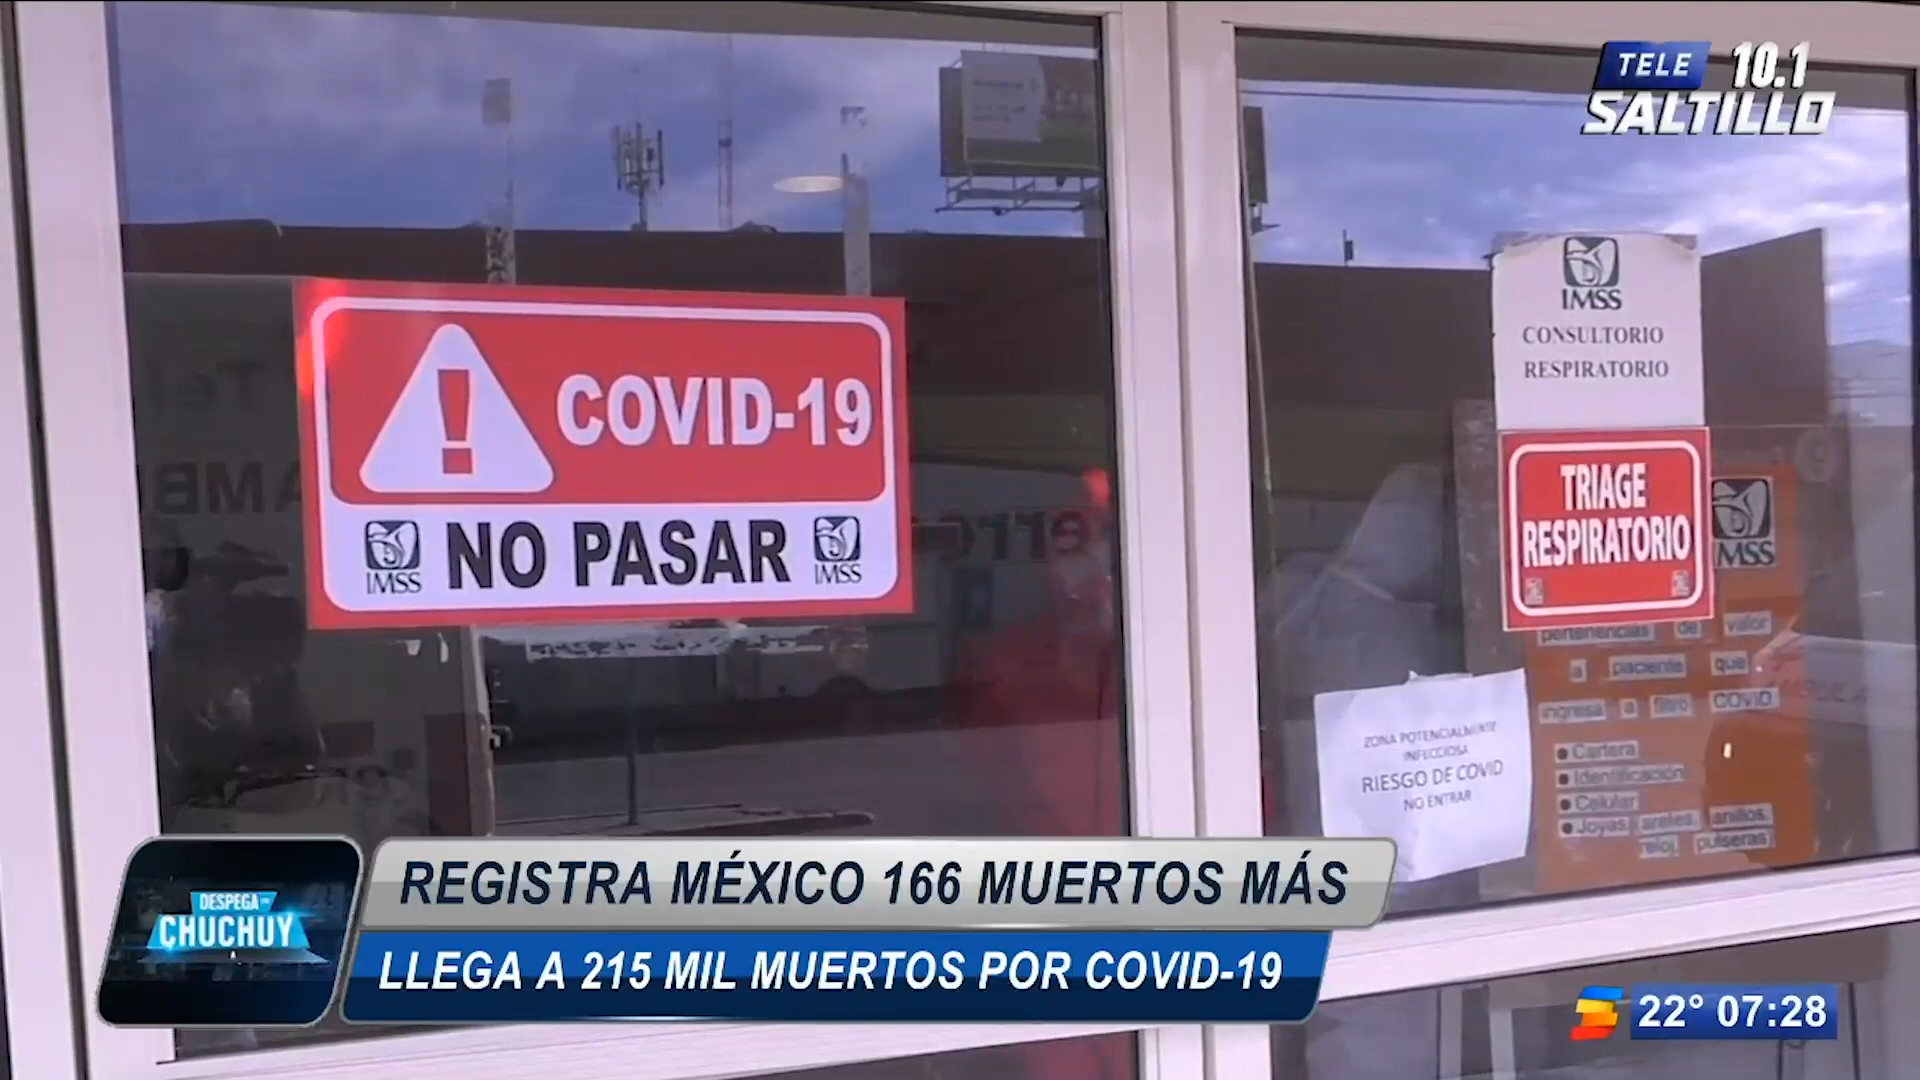 TELE 10.1
SALTILLO
IMSS
CONSULTORIO
RESPIRATORIO
COVID-19
NO PASAR
IMSS
IMSS
TRIAGE
RESPIRATORIO
IMSS
pertenencias de valor
a paciente que
ingresa a filtro COVID
Cartera
Identificación
Celular
Joyas, aretes, anillos,
reloj, pulseras
ZONA POTENCIALMENTE
INFECCIOSA
RIESGO DE COVID
NO ENTRAR
REGISTRA MÉXICO 166 MUERTOS MÁS
DESPEGA
CHUCHUY
LLEGA A 215 MIL MUERTOS POR COVID-19
22° 07:28